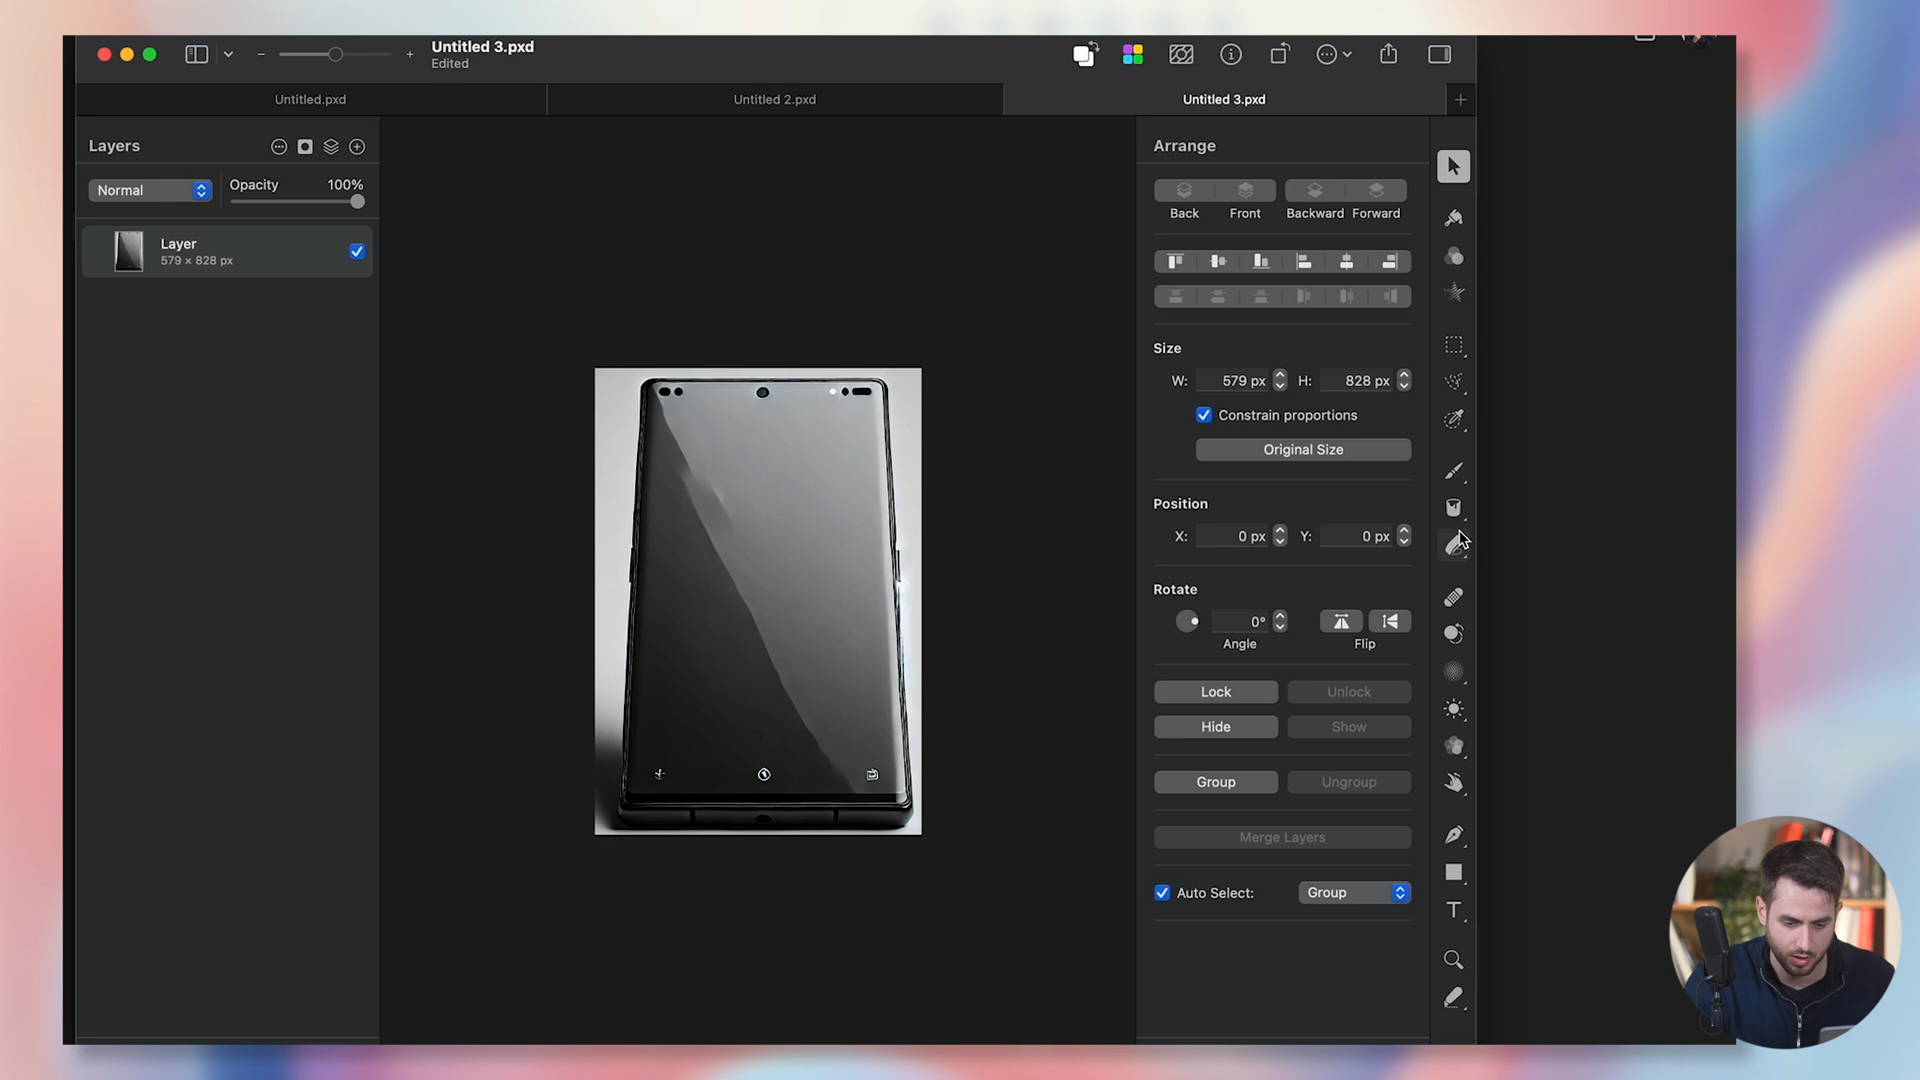 Untitled 3.pxd
Edited
Untitled.pxd
Untitled 2.pxd
Untitled 3.pxd
Layers
Normal
Opacity 100%
Layer
579 × 828 px
Arrange
Back Front Backward Forward
Size
W: 579 px H: 828 px
Constrain proportions
Original Size
Position
X: 0 px Y: 0 px
Rotate
0°
Angle Flip
Lock Unlock
Hide Show
Group Ungroup
Merge Layers
Auto Select: Group